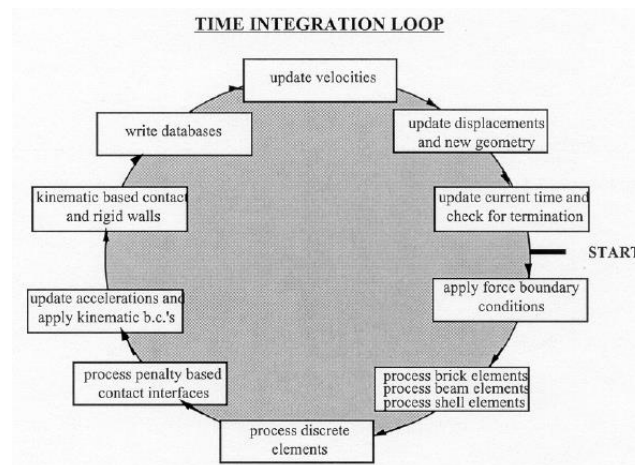 TIME INTEGRATION LOOP
update velocities
update displacements
and new geometry
update current time and
check for termination
START
apply force boundary
conditions
process brick elements
process beam elements
process shell elements
process discrete
elements
process penalty based
contact interfaces
update accelerations and
apply kinematic b.c.'s
kinematic based contact
and rigid walls
write databases